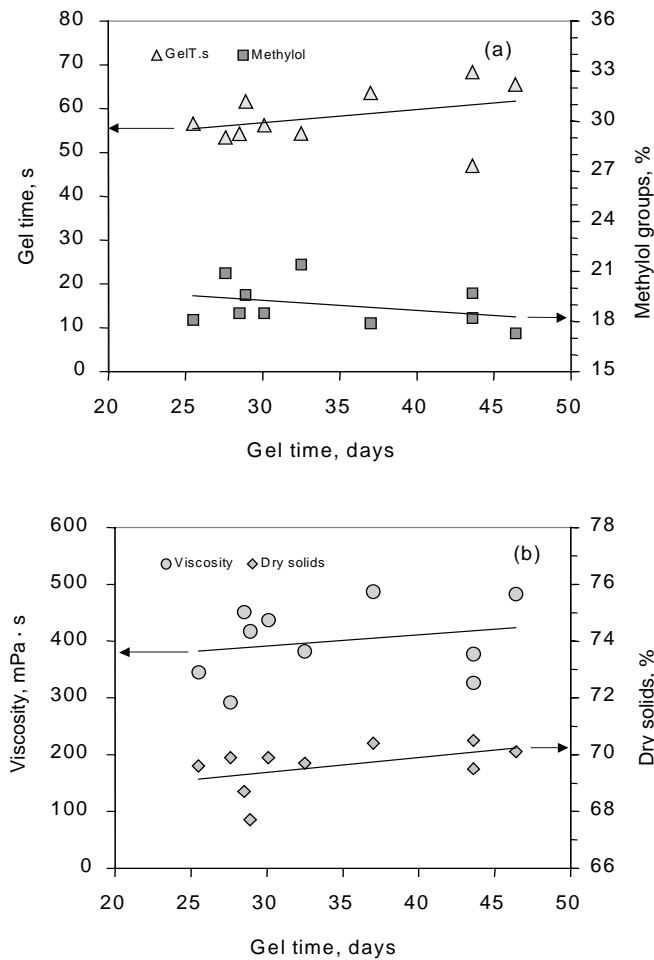 80
70
60
50
40
30
20
10
0
Gel time, s
GelT.s
Methylol
(a)
36
33
30
27
24
21
18
15
Methylol groups, %
20 25 30 35 40 45 50
Gel time, days
600
500
400
300
200
100
0
Viscosity, mPa · s
Viscosity
Dry solids
(b)
78
76
74
72
70
68
66
Dry solids. %
20 25 30 35 40 45 50
Gel time, days